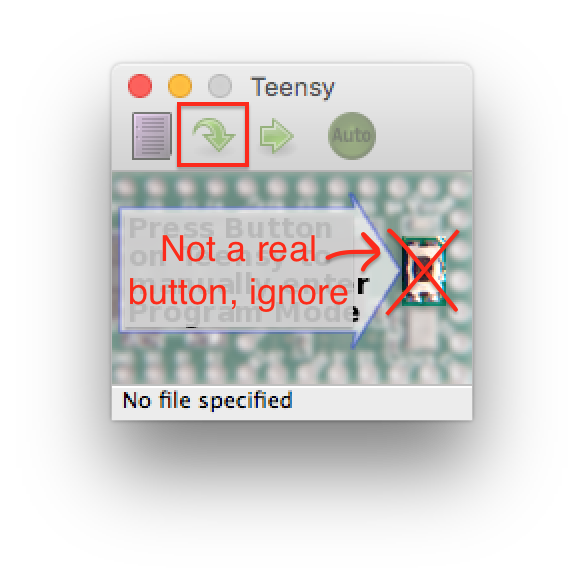 Teensy
Auto
Press Button
on Teensy to
manually enter
Program Mode
Not a real
button, ignore
No file specified